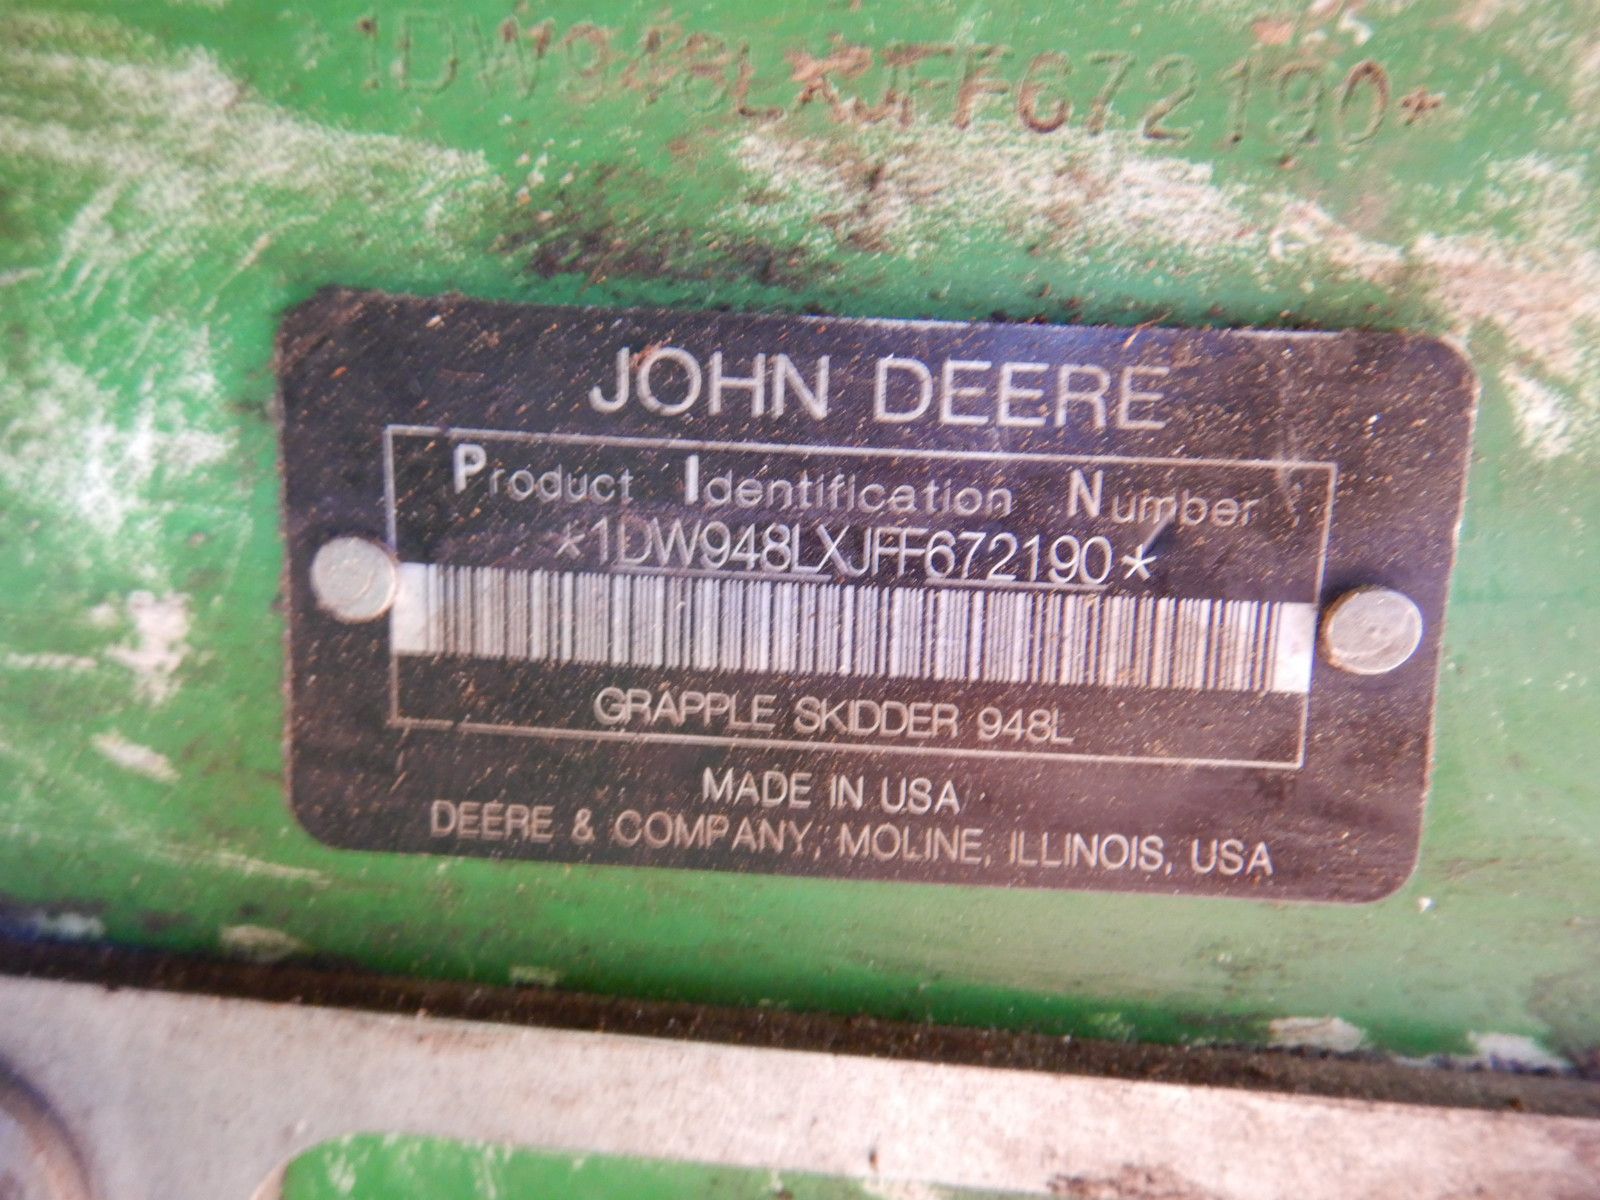 1DW948LXJFF672190*
JOHN DEERE
Product Identification Number
*1DW948LXJFF672190*
GRAPPLE SKIDDER 948L
MADE IN USA
DEERE & COMPANY, MOLINE, ILLINOIS, USA